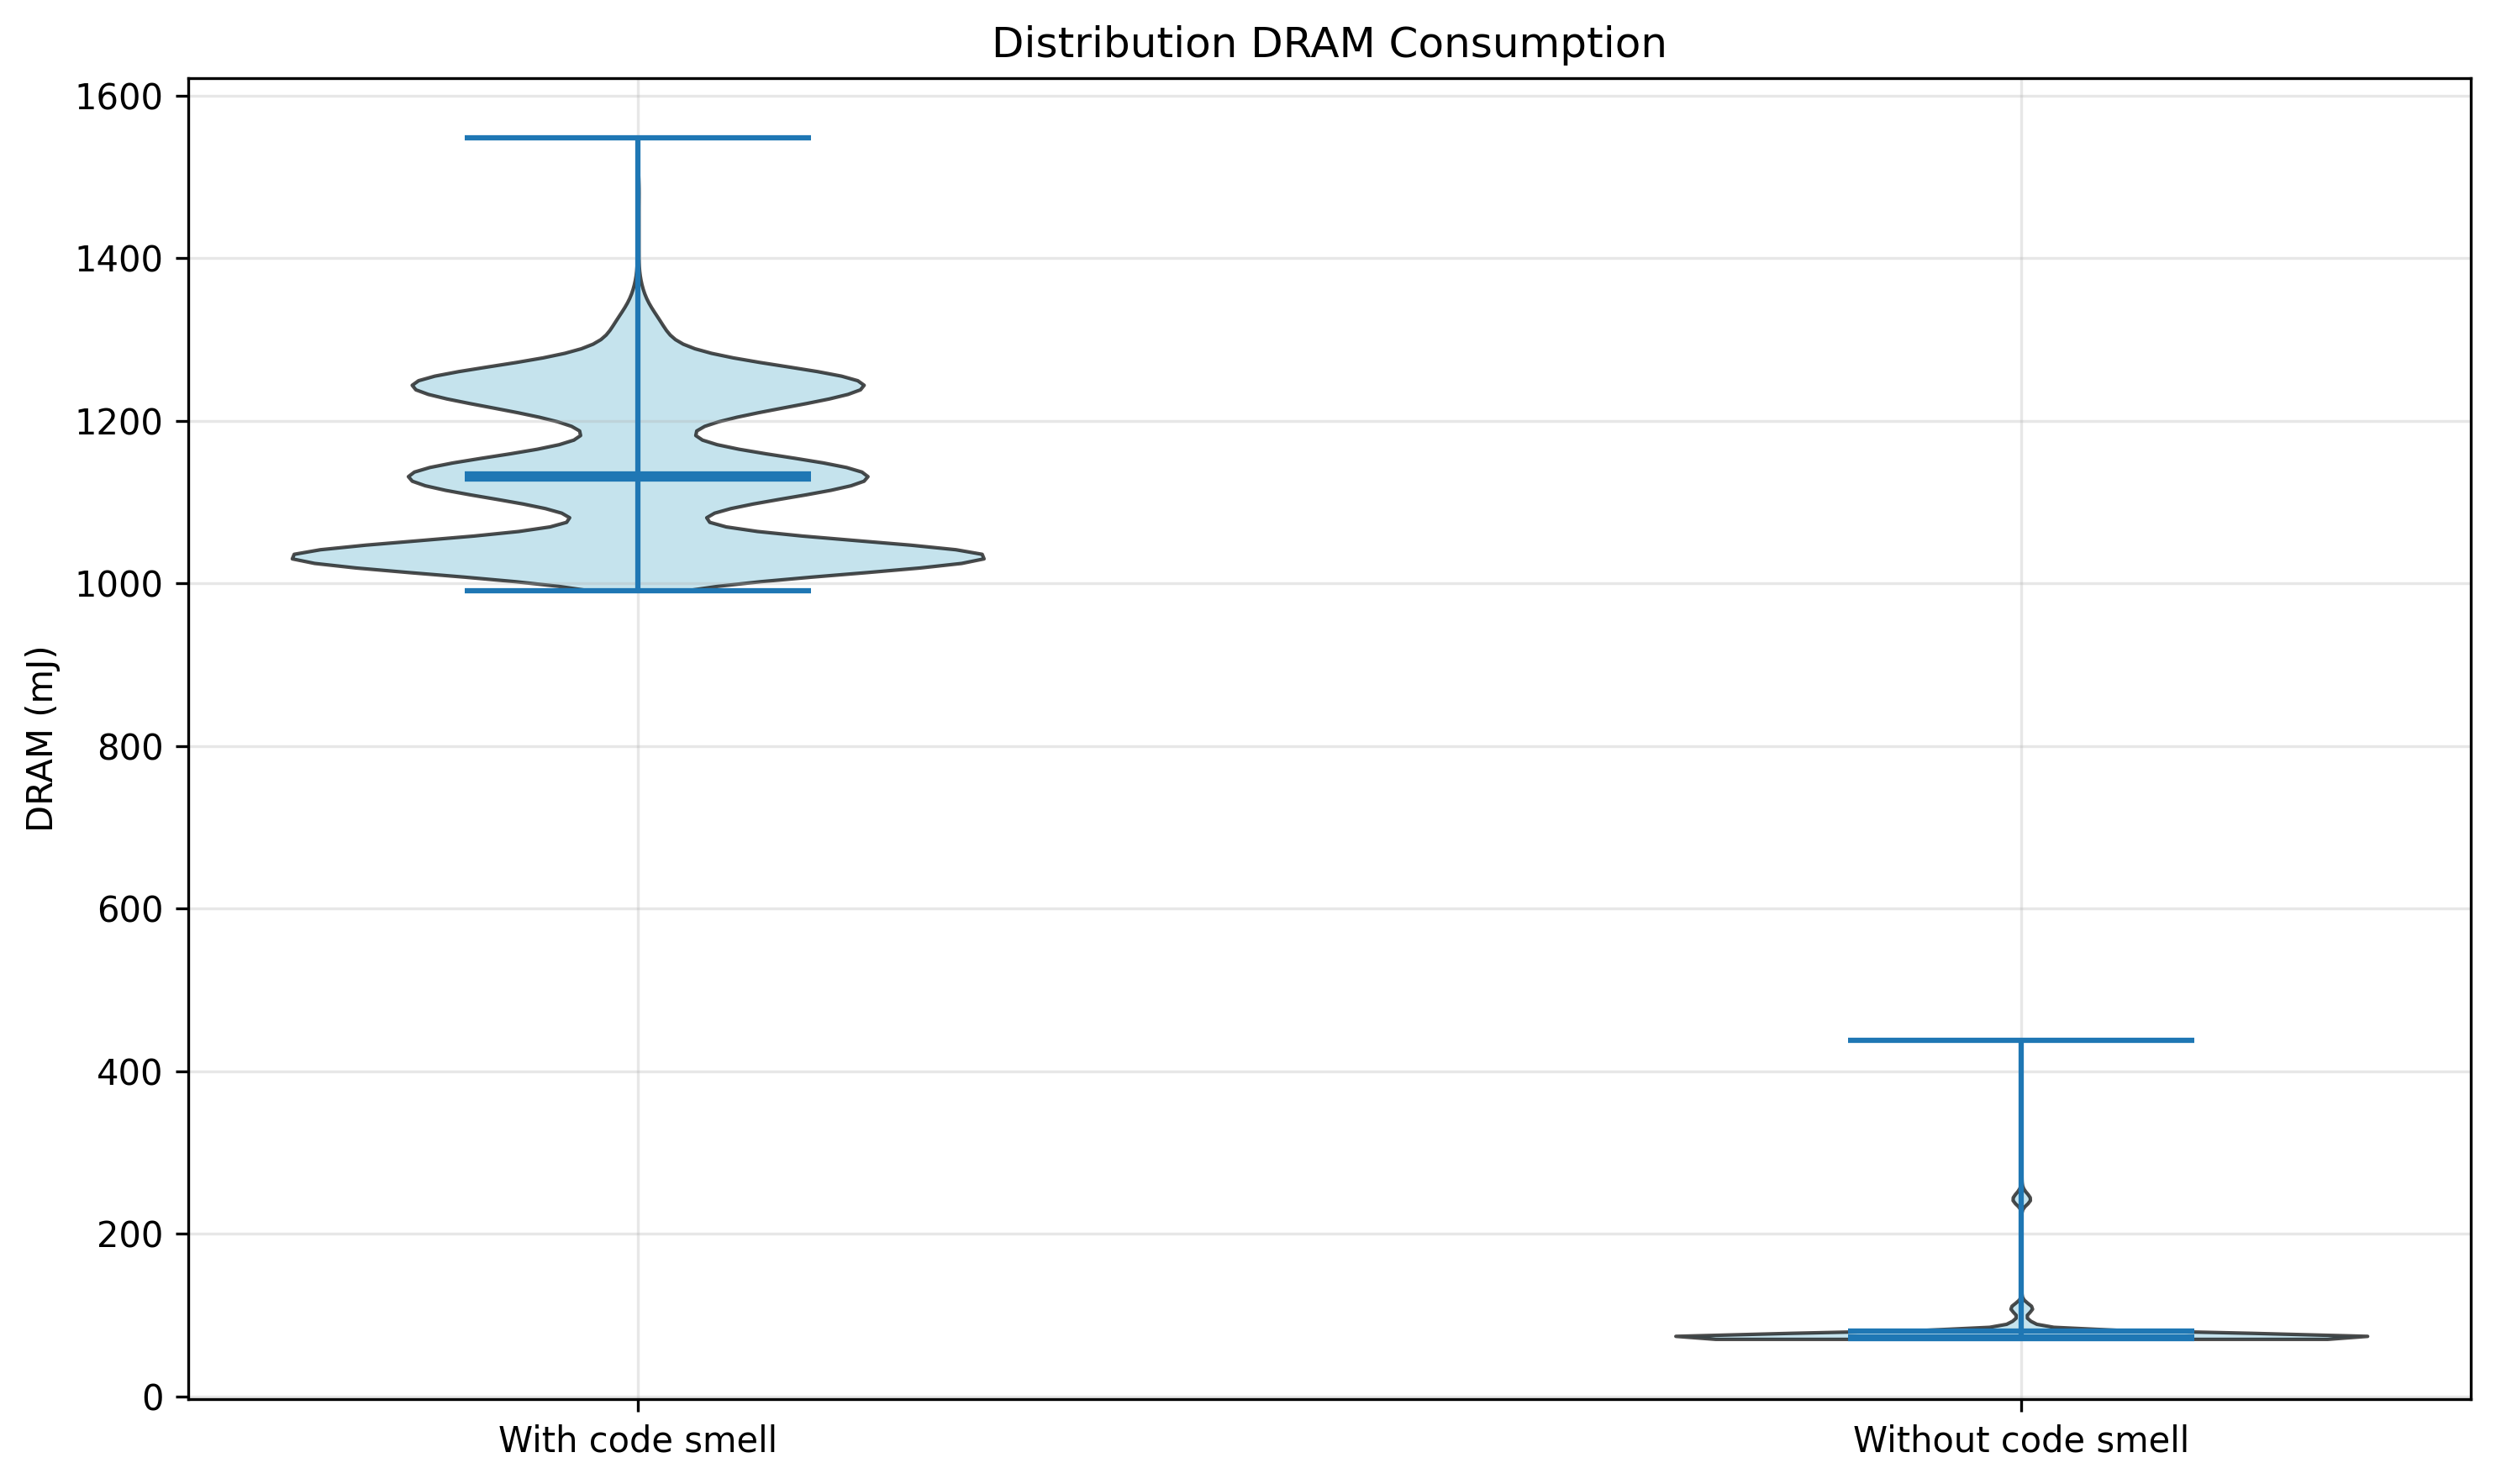 Distribution DRAM Consumption
1600
1400
1200
1000
800
600
400
200
0
DRAM (mJ)
With code smell
Without code smell